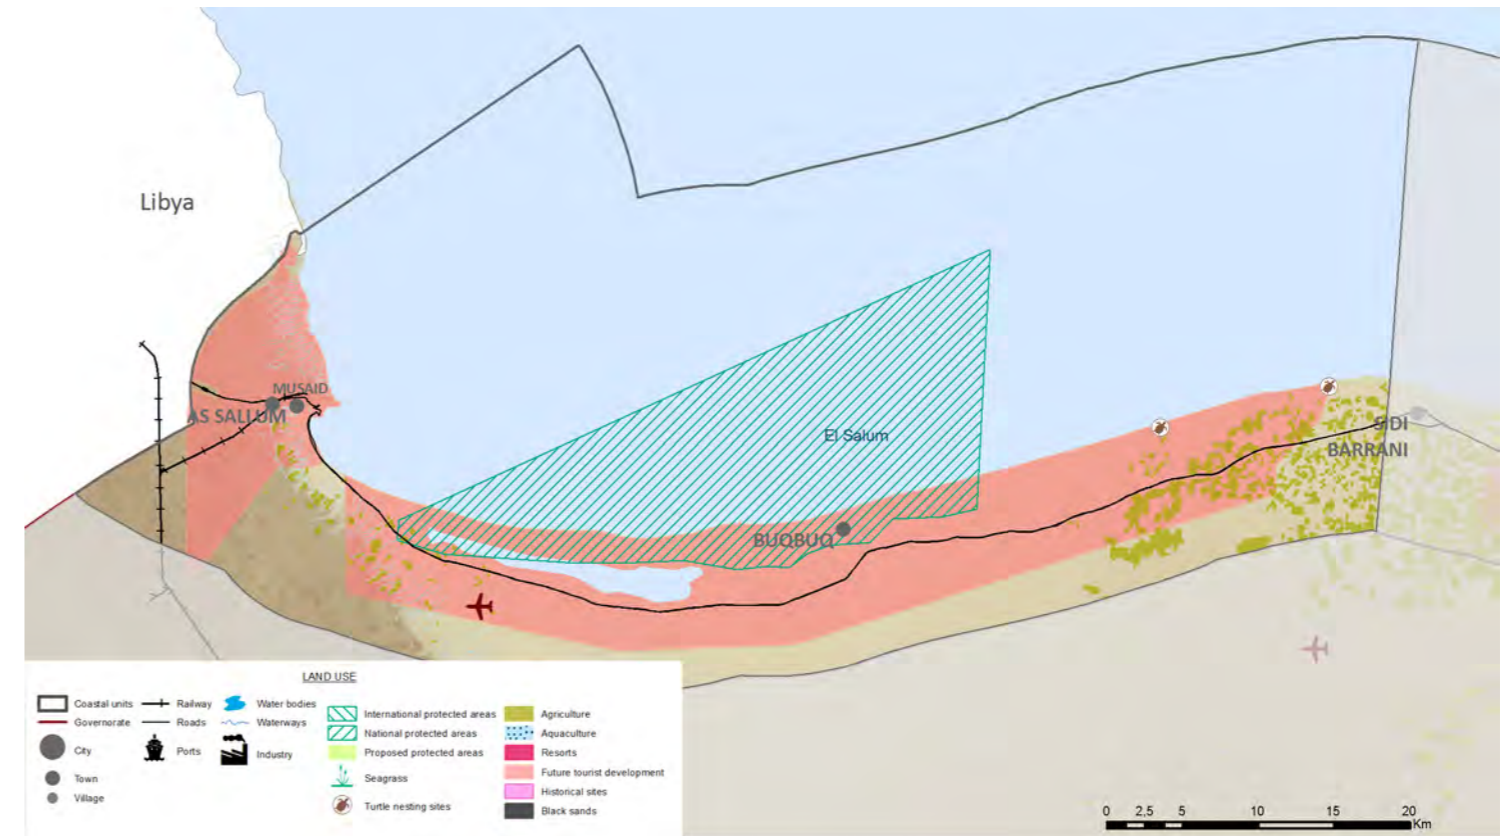 Libya
MUSAID
AS SALLUM
El Salum
SIDI
BARRANI
BUQBUQ
LAND USE
Coastal units
Governorate
City
Town
Village
Railway
Roads
Ports
Water bodies
Waterways
Industry
International protected areas
National protected areas
Proposed protected areas
Seagrass
Turtle nesting sites
Agriculture
Aquaculture
Resorts
Future tourist development
Historical sites
Black sands
0 2,5 5 10 15 20
Km